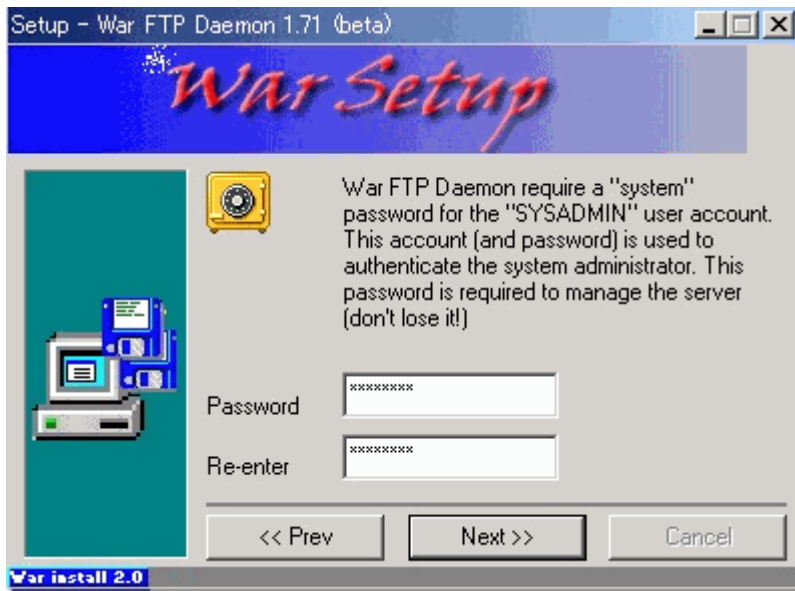 Setup - War FTP Daemon 1.71 (beta)
War Setup
War FTP Daemon require a "system"
password for the "SYSADMIN" user account.
This account (and password) is used to
authenticate the system administrator. This
password is required to manage the server
(don't lose it!)
Password
xxxxxxxx
Re-enter
xxxxxxxx
<< Prev
Next >>
Cancel
War install 2.0